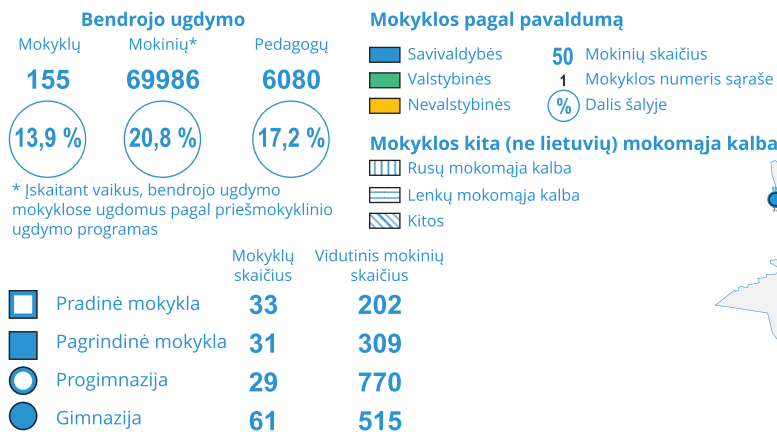 Bendrojo ugdymo
Mokyklų Mokinių* Pedagogų
155 69986 6080
13,9 % 20,8 % 17,2 %
* Įskaitant vaikus, bendrojo ugdymo
mokyklose ugdomus pagal priešmokyklinio
ugdymo programas
Mokyklos pagal pavaldumą
Savivaldybės 50 Mokinių skaičius
Valstybinės 1 Mokyklos numeris sąraše
Nevalstybinės % Dalis šalyje
Mokyklos kita (ne lietuvių) mokomąja kalba
Rusų mokomąja kalba
Lenkų mokomąja kalba
Kitos
Mokyklų Vidutinis mokinių
skaičius skaičius
Pradinė mokykla 33 202
Pagrindinė mokykla 31 309
Progimnazija 29 770
Gimnazija 61 515